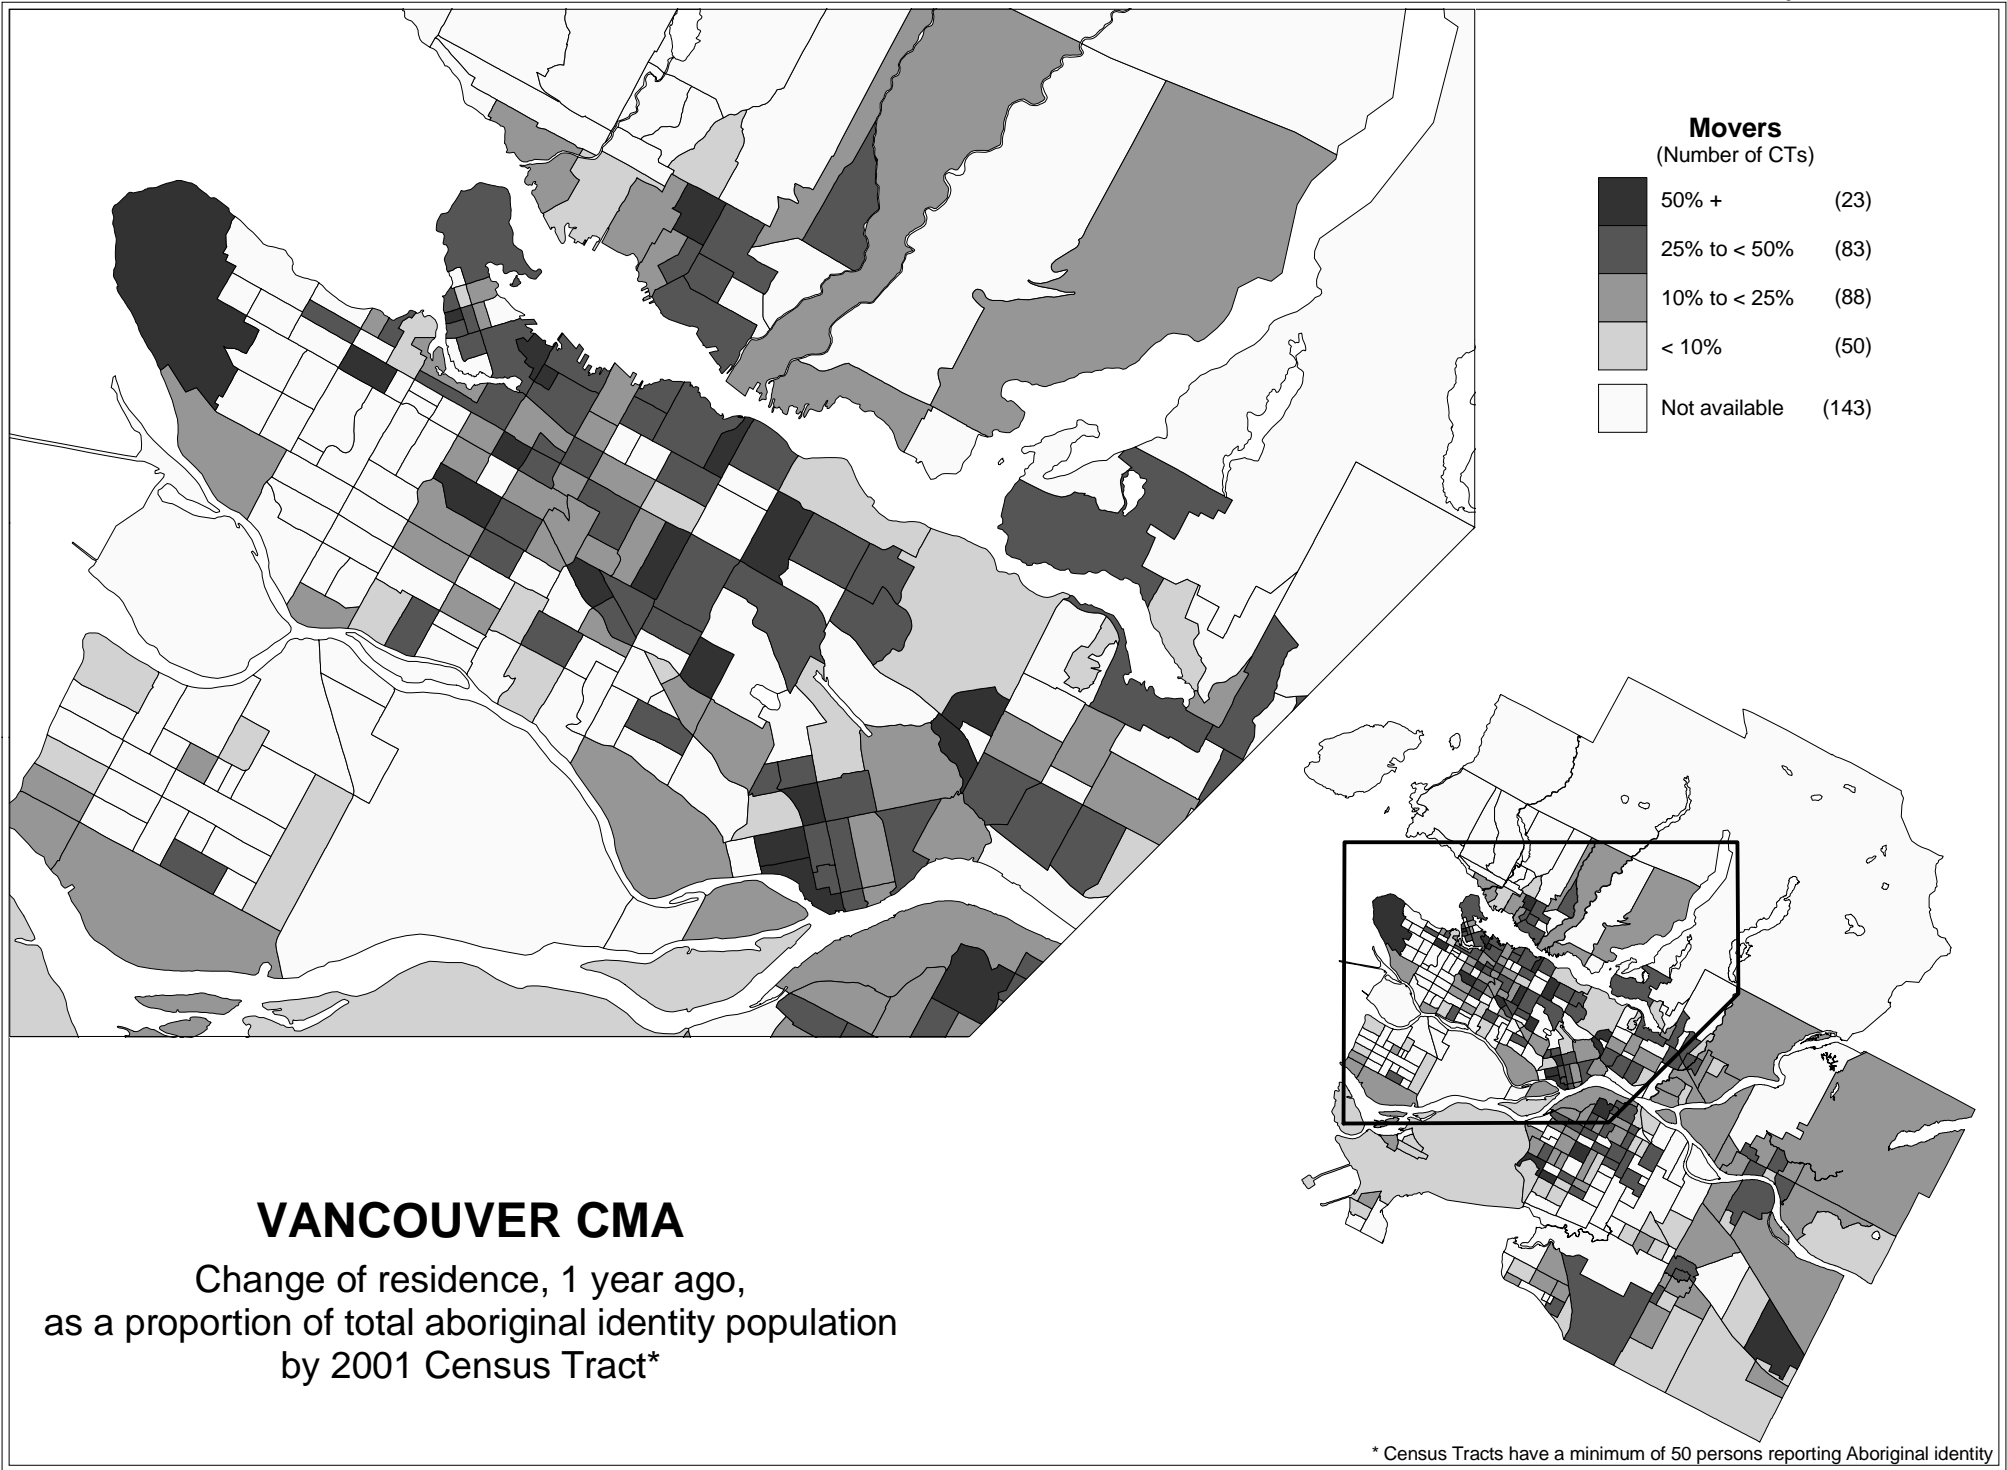 Movers
(Number of CTs)
50% + (23)
25% to < 50% (83)
10% to < 25% (88)
< 10% (50)
Not available (143)
VANCOUVER CMA
Change of residence, 1 year ago,
as a proportion of total aboriginal identity population
by 2001 Census Tract*
* Census Tracts have a minimum of 50 persons reporting Aboriginal identity